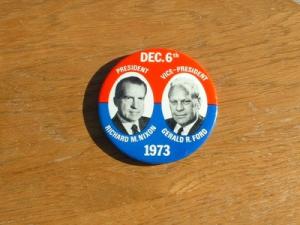 DEC. 6th
PRESIDENT
VICE-PRESIDENT
RICHARD M. NIXON
GERALD R. FORD
1973